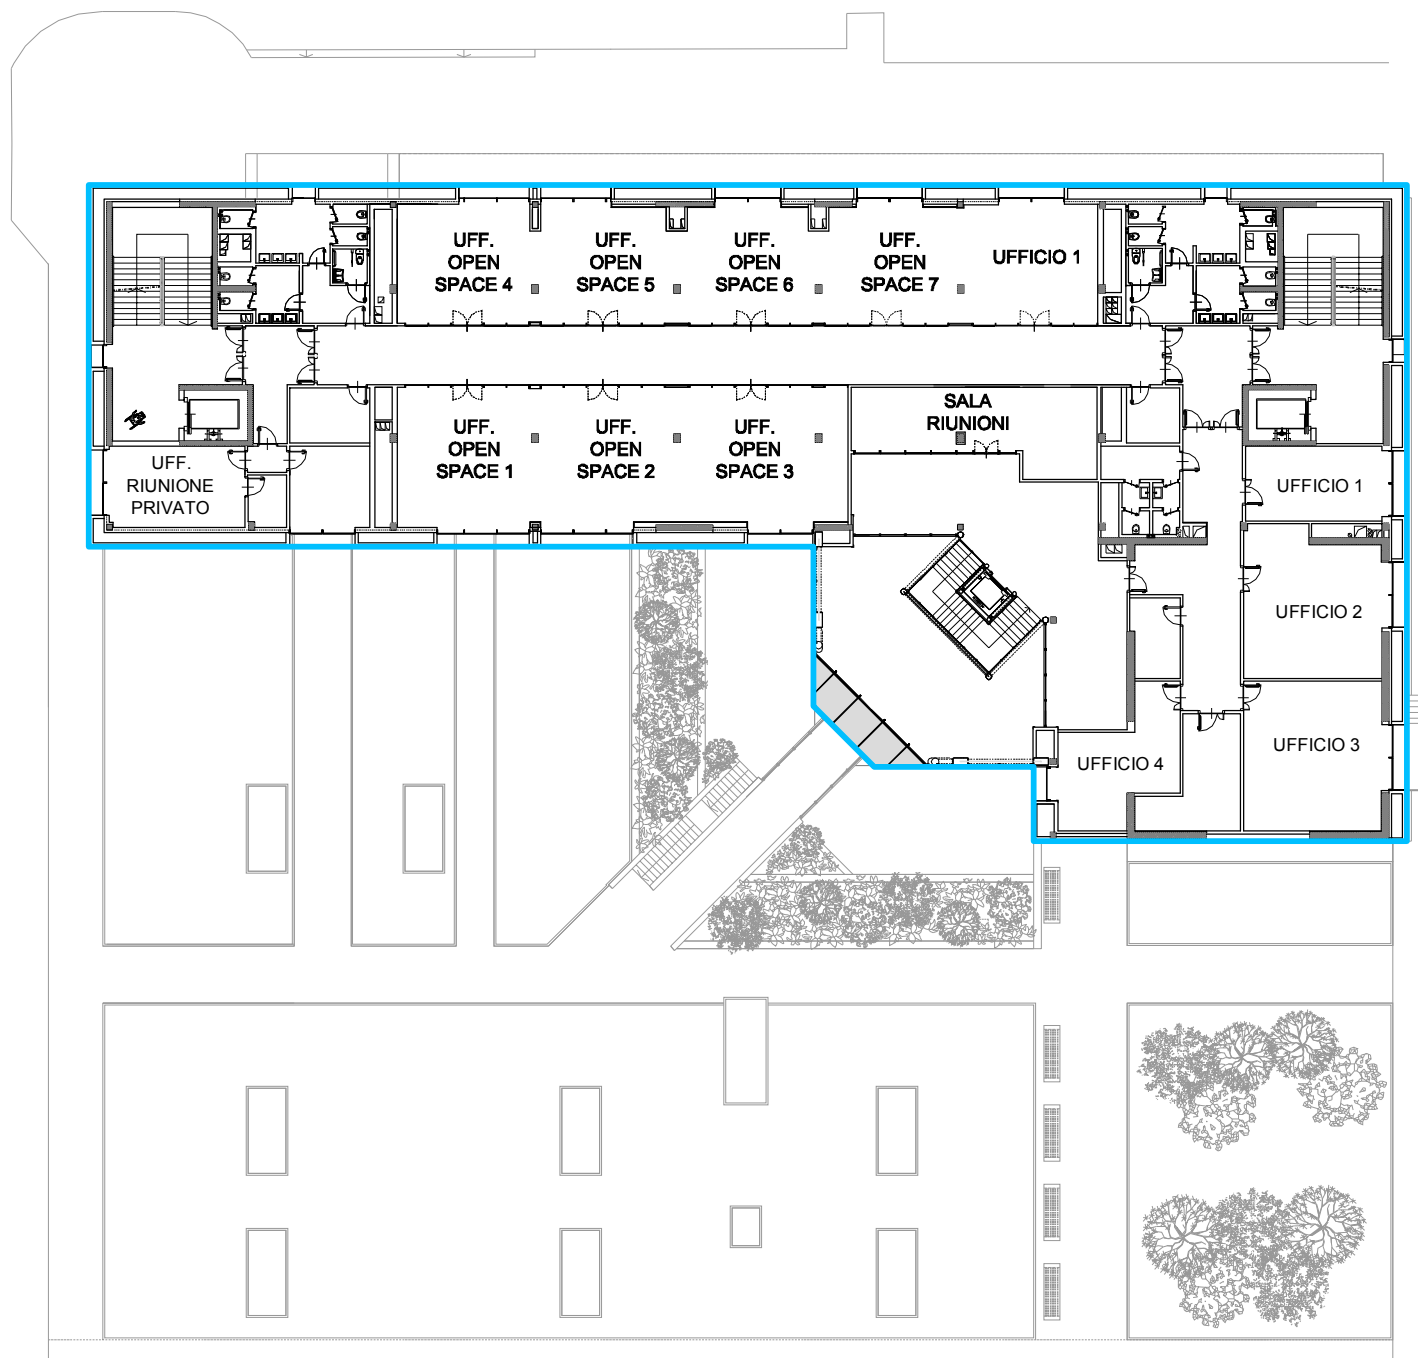 UFF.
OPEN
SPACE 4
UFF.
OPEN
SPACE 5
UFF.
OPEN
SPACE 6
UFF.
OPEN
SPACE 7
UFFICIO 1
UFF.
OPEN
SPACE 1
UFF.
OPEN
SPACE 2
UFF.
OPEN
SPACE 3
SALA
RIUNIONI
UFF.
RIUNIONE
PRIVATO
UFFICIO 1
UFFICIO 2
UFFICIO 3
UFFICIO 4